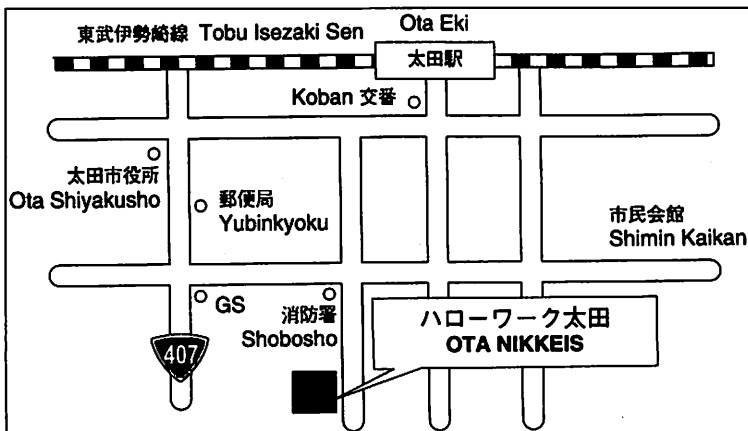 東武伊勢崎線 Tobu Isezaki Sen
Ota Eki
太田駅
Koban 交番
太田市役所
Ota Shiyakusho
郵便局
Yubinkyoku
市民会館
Shimin Kaikan
GS
消防署
Shobosho
ハローワーク太田
OTA NIKKEIS
407